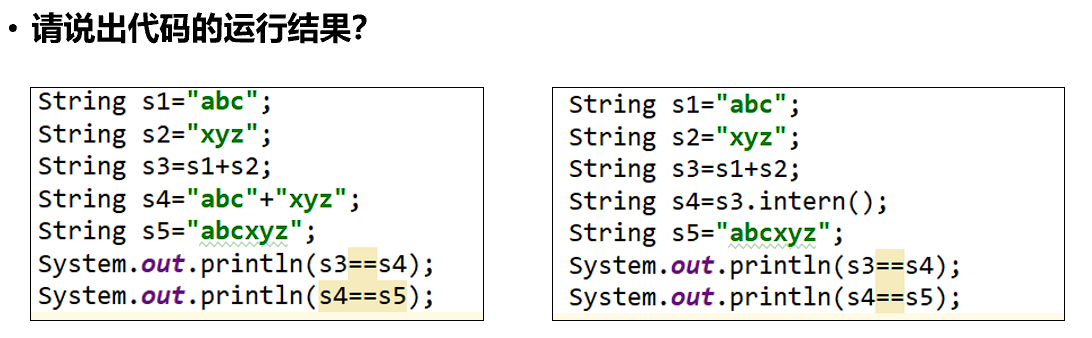 • 请说出代码的运行结果?
String s1="abc";
String s2="xyz";
String s3=s1+s2;
String s4="abc"+"xyz";
String s5="abcxyz";
System.out.println(s3==s4);
System.out.println(s4==s5);
String s1="abc";
String s2="xyz";
String s3=s1+s2;
String s4=s3.intern();
String s5="abcxyz";
System.out.println(s3==s4);
System.out.println(s4==s5);